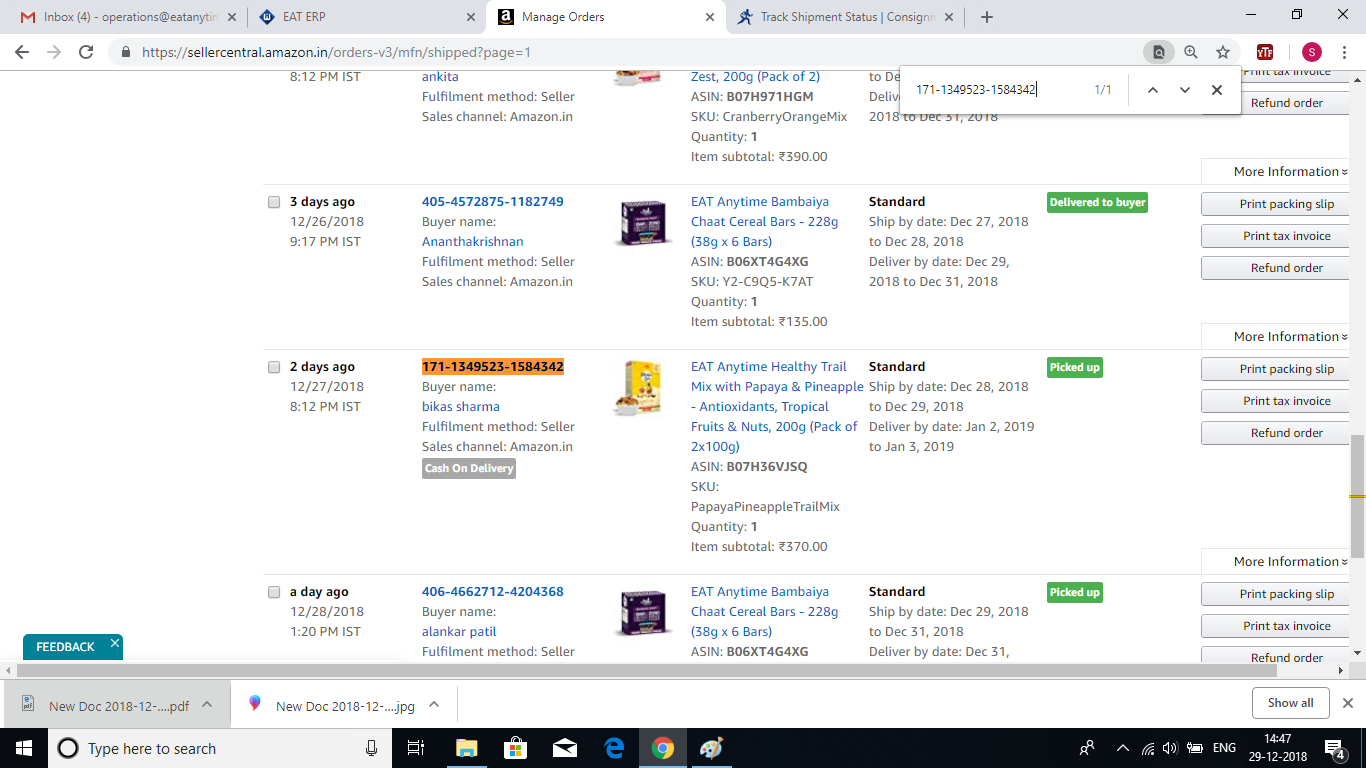 Inbox (4) - operations@eatanytim
EAT ERP
Manage Orders
Track Shipment Status | Consignm
https://sellercentral.amazon.in/orders-v3/mfn/shipped?page=1
171-1349523-1584342
1/1
8:12 PM IST
ankita
Fulfilment method: Seller
Sales channel: Amazon.in
Zest, 200g (Pack of 2)
ASIN: B07H971HGM
SKU: CranberryOrangeMix
Quantity: 1
Item subtotal: ₹390.00
to De
Deliv
2018 to Dec 31, 2018
Print tax invoice
Refund order
More Information
3 days ago
12/26/2018
9:17 PM IST
405-4572875-1182749
Buyer name:
Ananthakrishnan
Fulfilment method: Seller
Sales channel: Amazon.in
EAT Anytime Bambaiya
Chaat Cereal Bars - 228g
(38g x 6 Bars)
ASIN: B06XT4G4XG
SKU: Y2-C9Q5-K7AT
Quantity: 1
Item subtotal: ₹135.00
Standard
Ship by date: Dec 27, 2018
to Dec 28, 2018
Deliver by date: Dec 29,
2018 to Dec 31, 2018
Delivered to buyer
Print packing slip
Print tax invoice
Refund order
More Information
2 days ago
12/27/2018
8:12 PM IST
171-1349523-1584342
Buyer name:
bikas sharma
Fulfilment method: Seller
Sales channel: Amazon.in
Cash On Delivery
EAT Anytime Healthy Trail
Mix with Papaya & Pineapple
- Antioxidants, Tropical
Fruits & Nuts, 200g (Pack of
2x100g)
ASIN: B07H36VJSQ
SKU:
PapayaPineappleTrailMix
Quantity: 1
Item subtotal: ₹370.00
Standard
Ship by date: Dec 28, 2018
to Dec 29, 2018
Deliver by date: Jan 2, 2019
to Jan 3, 2019
Picked up
Print packing slip
Print tax invoice
Refund order
More Information
a day ago
12/28/2018
1:20 PM IST
406-4662712-4204368
Buyer name:
alankar patil
Fulfilment method: Seller
EAT Anytime Bambaiya
Chaat Cereal Bars - 228g
(38g x 6 Bars)
ASIN: B06XT4G4XG
Standard
Ship by date: Dec 29, 2018
to Dec 31, 2018
Deliver by date: Dec 31,
Picked up
Print packing slip
Print tax invoice
Refund order
FEEDBACK
New Doc 2018-12-....pdf
New Doc 2018-12-....jpg
Show all
Type here to search
ENG
14:47
29-12-2018
4